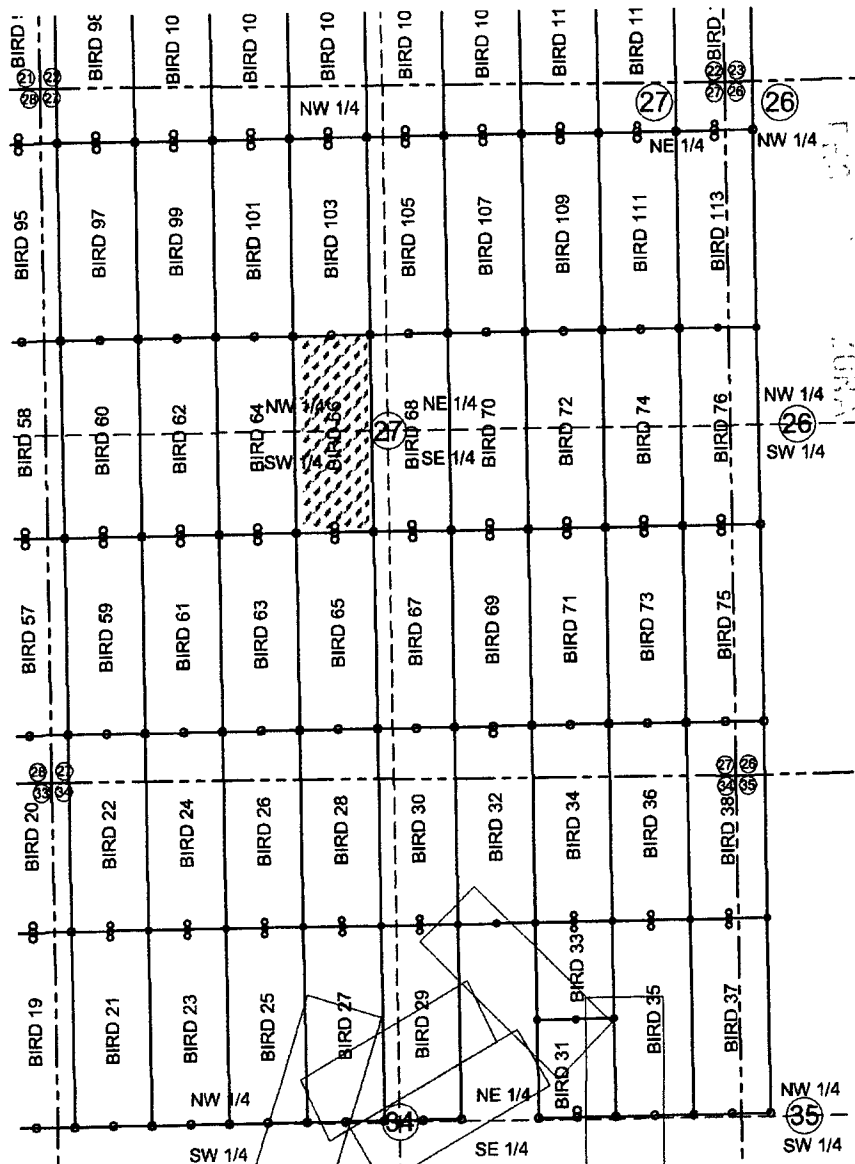 BIRD 98
BIRD 10
BIRD 10
BIRD 10
BIRD 10
BIRD 10
BIRD 11
BIRD 11
21 22
28 27
22 23
27 26
NW 1/4
27
26
NE 1/4
NW 1/4
BIRD 95
BIRD 97
BIRD 99
BIRD 101
BIRD 103
BIRD 105
BIRD 107
BIRD 109
BIRD 111
BIRD 113
NW 1/4
NE 1/4
NW 1/4
BIRD 58
BIRD 60
BIRD 62
BIRD 64
BIRD 66
27
BIRD 68
BIRD 70
BIRD 72
BIRD 74
BIRD 76
26
SW 1/4
SE 1/4
SW 1/4
BIRD 57
BIRD 59
BIRD 61
BIRD 63
BIRD 65
BIRD 67
BIRD 69
BIRD 71
BIRD 73
BIRD 75
28 27
33 34
27 26
34 35
BIRD 20
BIRD 22
BIRD 24
BIRD 26
BIRD 28
BIRD 30
BIRD 32
BIRD 34
BIRD 36
BIRD 38
BIRD 33
BIRD 19
BIRD 21
BIRD 23
BIRD 25
BIRD 27
BIRD 29
BIRD 31
BIRD 35
BIRD 37
NW 1/4
NE 1/4
NW 1/4
34
35
SW 1/4
SE 1/4
SW 1/4